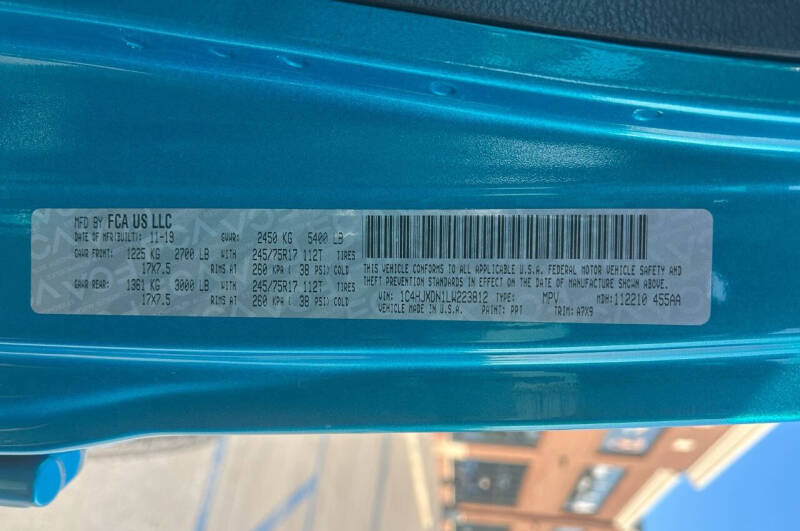 MFD BY FCA US LLC
DATE OF MFR(BUILT): 11-19 GVWR: 2450 KG 5400 LB
GAWR FRONT: 1225 KG 2700 LB WITH 245/75R17 112T TIRES
17X7.5 RIMS AT 260 KPA ( 38 PSI) COLD
GAWR REAR: 1361 KG 3000 LB WITH 245/75R17 112T TIRES
17X7.5 RIMS AT 260 KPA ( 38 PSI) COLD
THIS VEHICLE CONFORMS TO ALL APPLICABLE U.S.A. FEDERAL MOTOR VEHICLE SAFETY AND
THEFT PREVENTION STANDARDS IN EFFECT ON THE DATE OF MANUFACTURE SHOWN ABOVE.
VIN: 1C4HJXDN1LW223812 TYPE: MPV MDH: 112210 455AA
MADE IN U.S.A. PAINT: PPT TRIM: A7X9